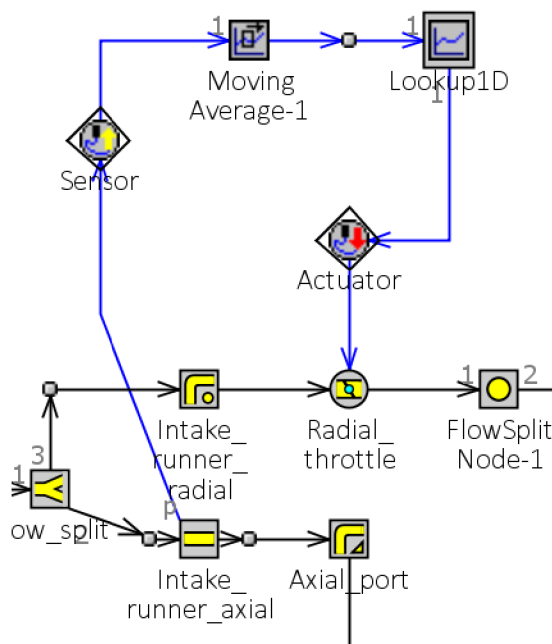 1
1
Moving
Average-1
Lookup1D
1
Sensor
Actuator
1
2
Intake_
runner_
radial
Radial_
throttle
FlowSplit
Node-1
3
1
ow_split
2
p
Intake_
runner_axial
Axial_port